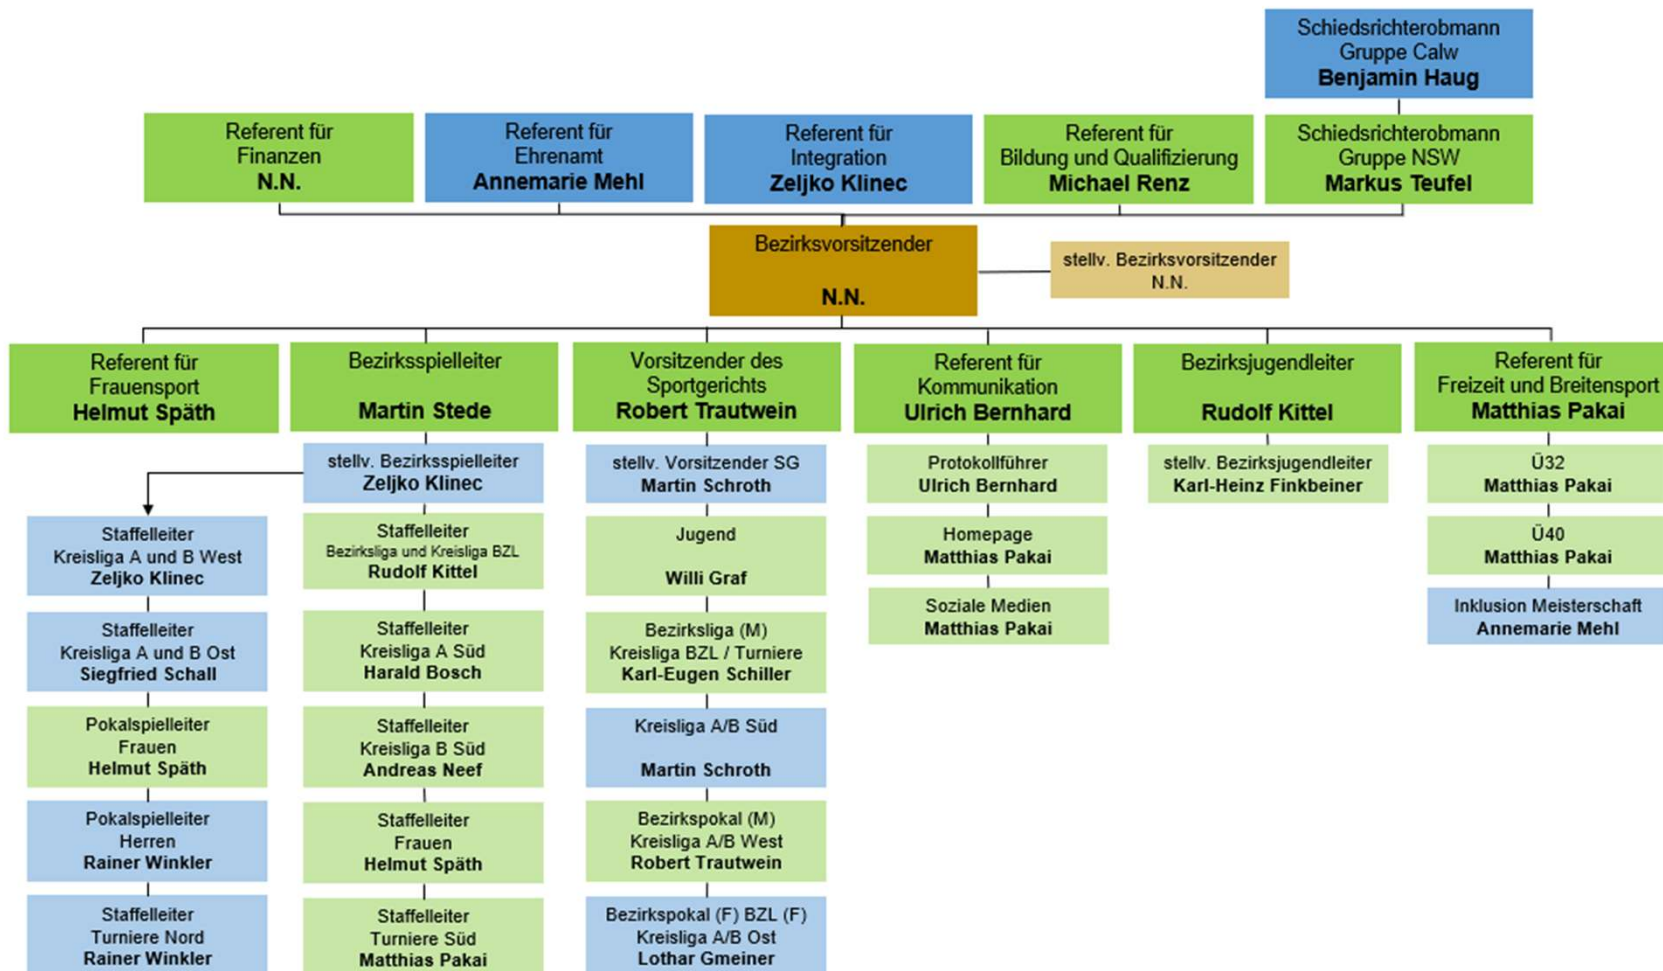 Schiedsrichterobmann
Gruppe Calw
Benjamin Haug
Referent für
Finanzen
N.N.
Referent für
Ehrenamt
Annemarie Mehl
Referent für
Integration
Zeljko Klinec
Referent für
Bildung und Qualifizierung
Michael Renz
Schiedsrichterobmann
Gruppe NSW
Markus Teufel
Bezirksvorsitzender
N.N.
stellv. Bezirksvorsitzender
N.N.
Referent für
Frauensport
Helmut Späth
Bezirksspielleiter
Martin Stede
Vorsitzender des
Sportgerichts
Robert Trautwein
Referent für
Kommunikation
Ulrich Bernhard
Bezirksjugendleiter
Rudolf Kittel
Referent für
Freizeit und Breitensport
Matthias Pakai
stellv. Bezirksspielleiter
Zeljko Klinec
stellv. Vorsitzender SG
Martin Schroth
Protokollführer
Ulrich Bernhard
stellv. Bezirksjugendleiter
Karl-Heinz Finkbeiner
Ü32
Matthias Pakai
Staffelleiter
Kreisliga A und B West
Zeljko Klinec
Staffelleiter
Bezirksliga und Kreisliga BZL
Rudolf Kittel
Jugend
Willi Graf
Homepage
Matthias Pakai
Ü40
Matthias Pakai
Staffelleiter
Kreisliga A und B Ost
Siegfried Schall
Staffelleiter
Kreisliga A Süd
Harald Bosch
Bezirksliga (M)
Kreisliga BZL / Turniere
Karl-Eugen Schiller
Soziale Medien
Matthias Pakai
Inklusion Meisterschaft
Annemarie Mehl
Pokalspielleiter
Frauen
Helmut Späth
Staffelleiter
Kreisliga B Süd
Andreas Neef
Kreisliga A/B Süd
Martin Schroth
Pokalspielleiter
Herren
Rainer Winkler
Staffelleiter
Frauen
Helmut Späth
Bezirkspokal (M)
Kreisliga A/B West
Robert Trautwein
Staffelleiter
Turniere Nord
Rainer Winkler
Staffelleiter
Turniere Süd
Matthias Pakai
Bezirkspokal (F) BZL (F)
Kreisliga A/B Ost
Lothar Gmeiner